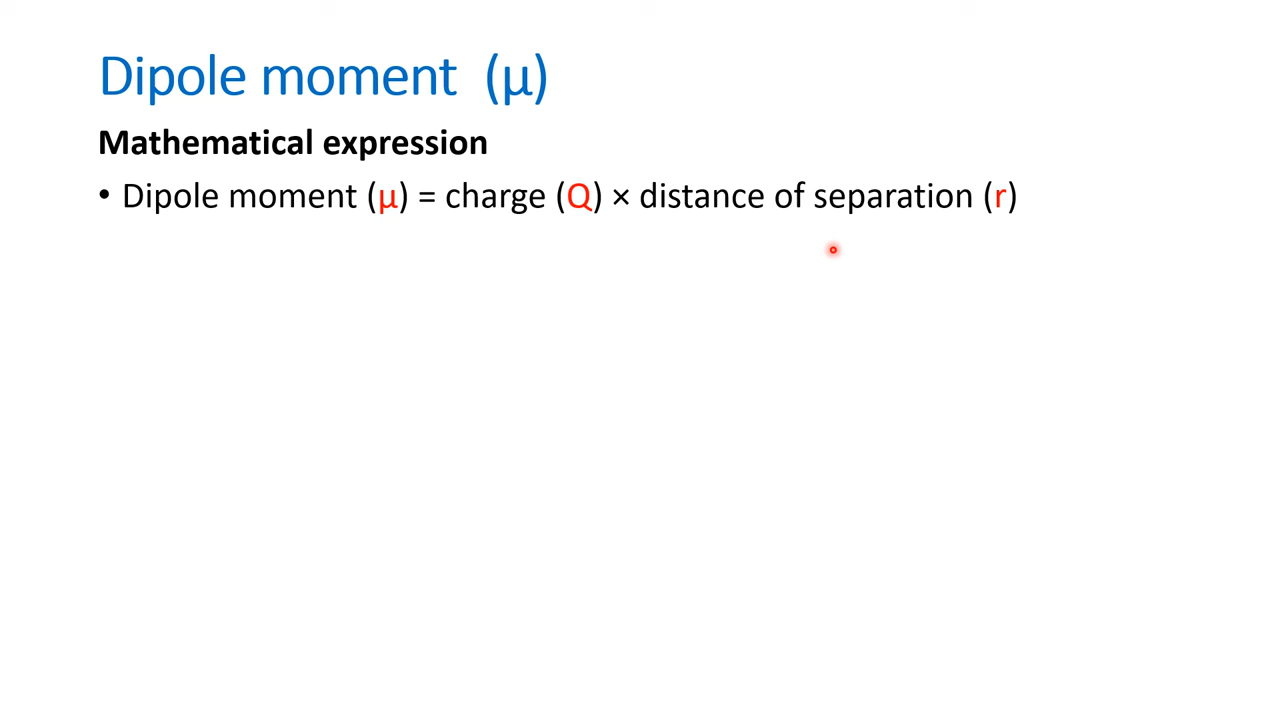 Dipole moment (μ)
Mathematical expression
• Dipole moment (μ) = charge (Q) × distance of separation (r)